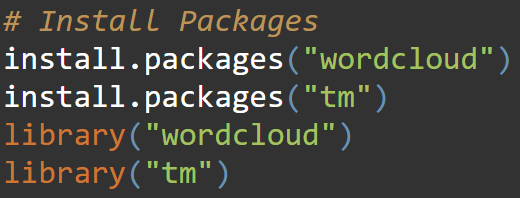 # Install Packages
install.packages("wordcloud")
install.packages("tm")
library("wordcloud")
library("tm")